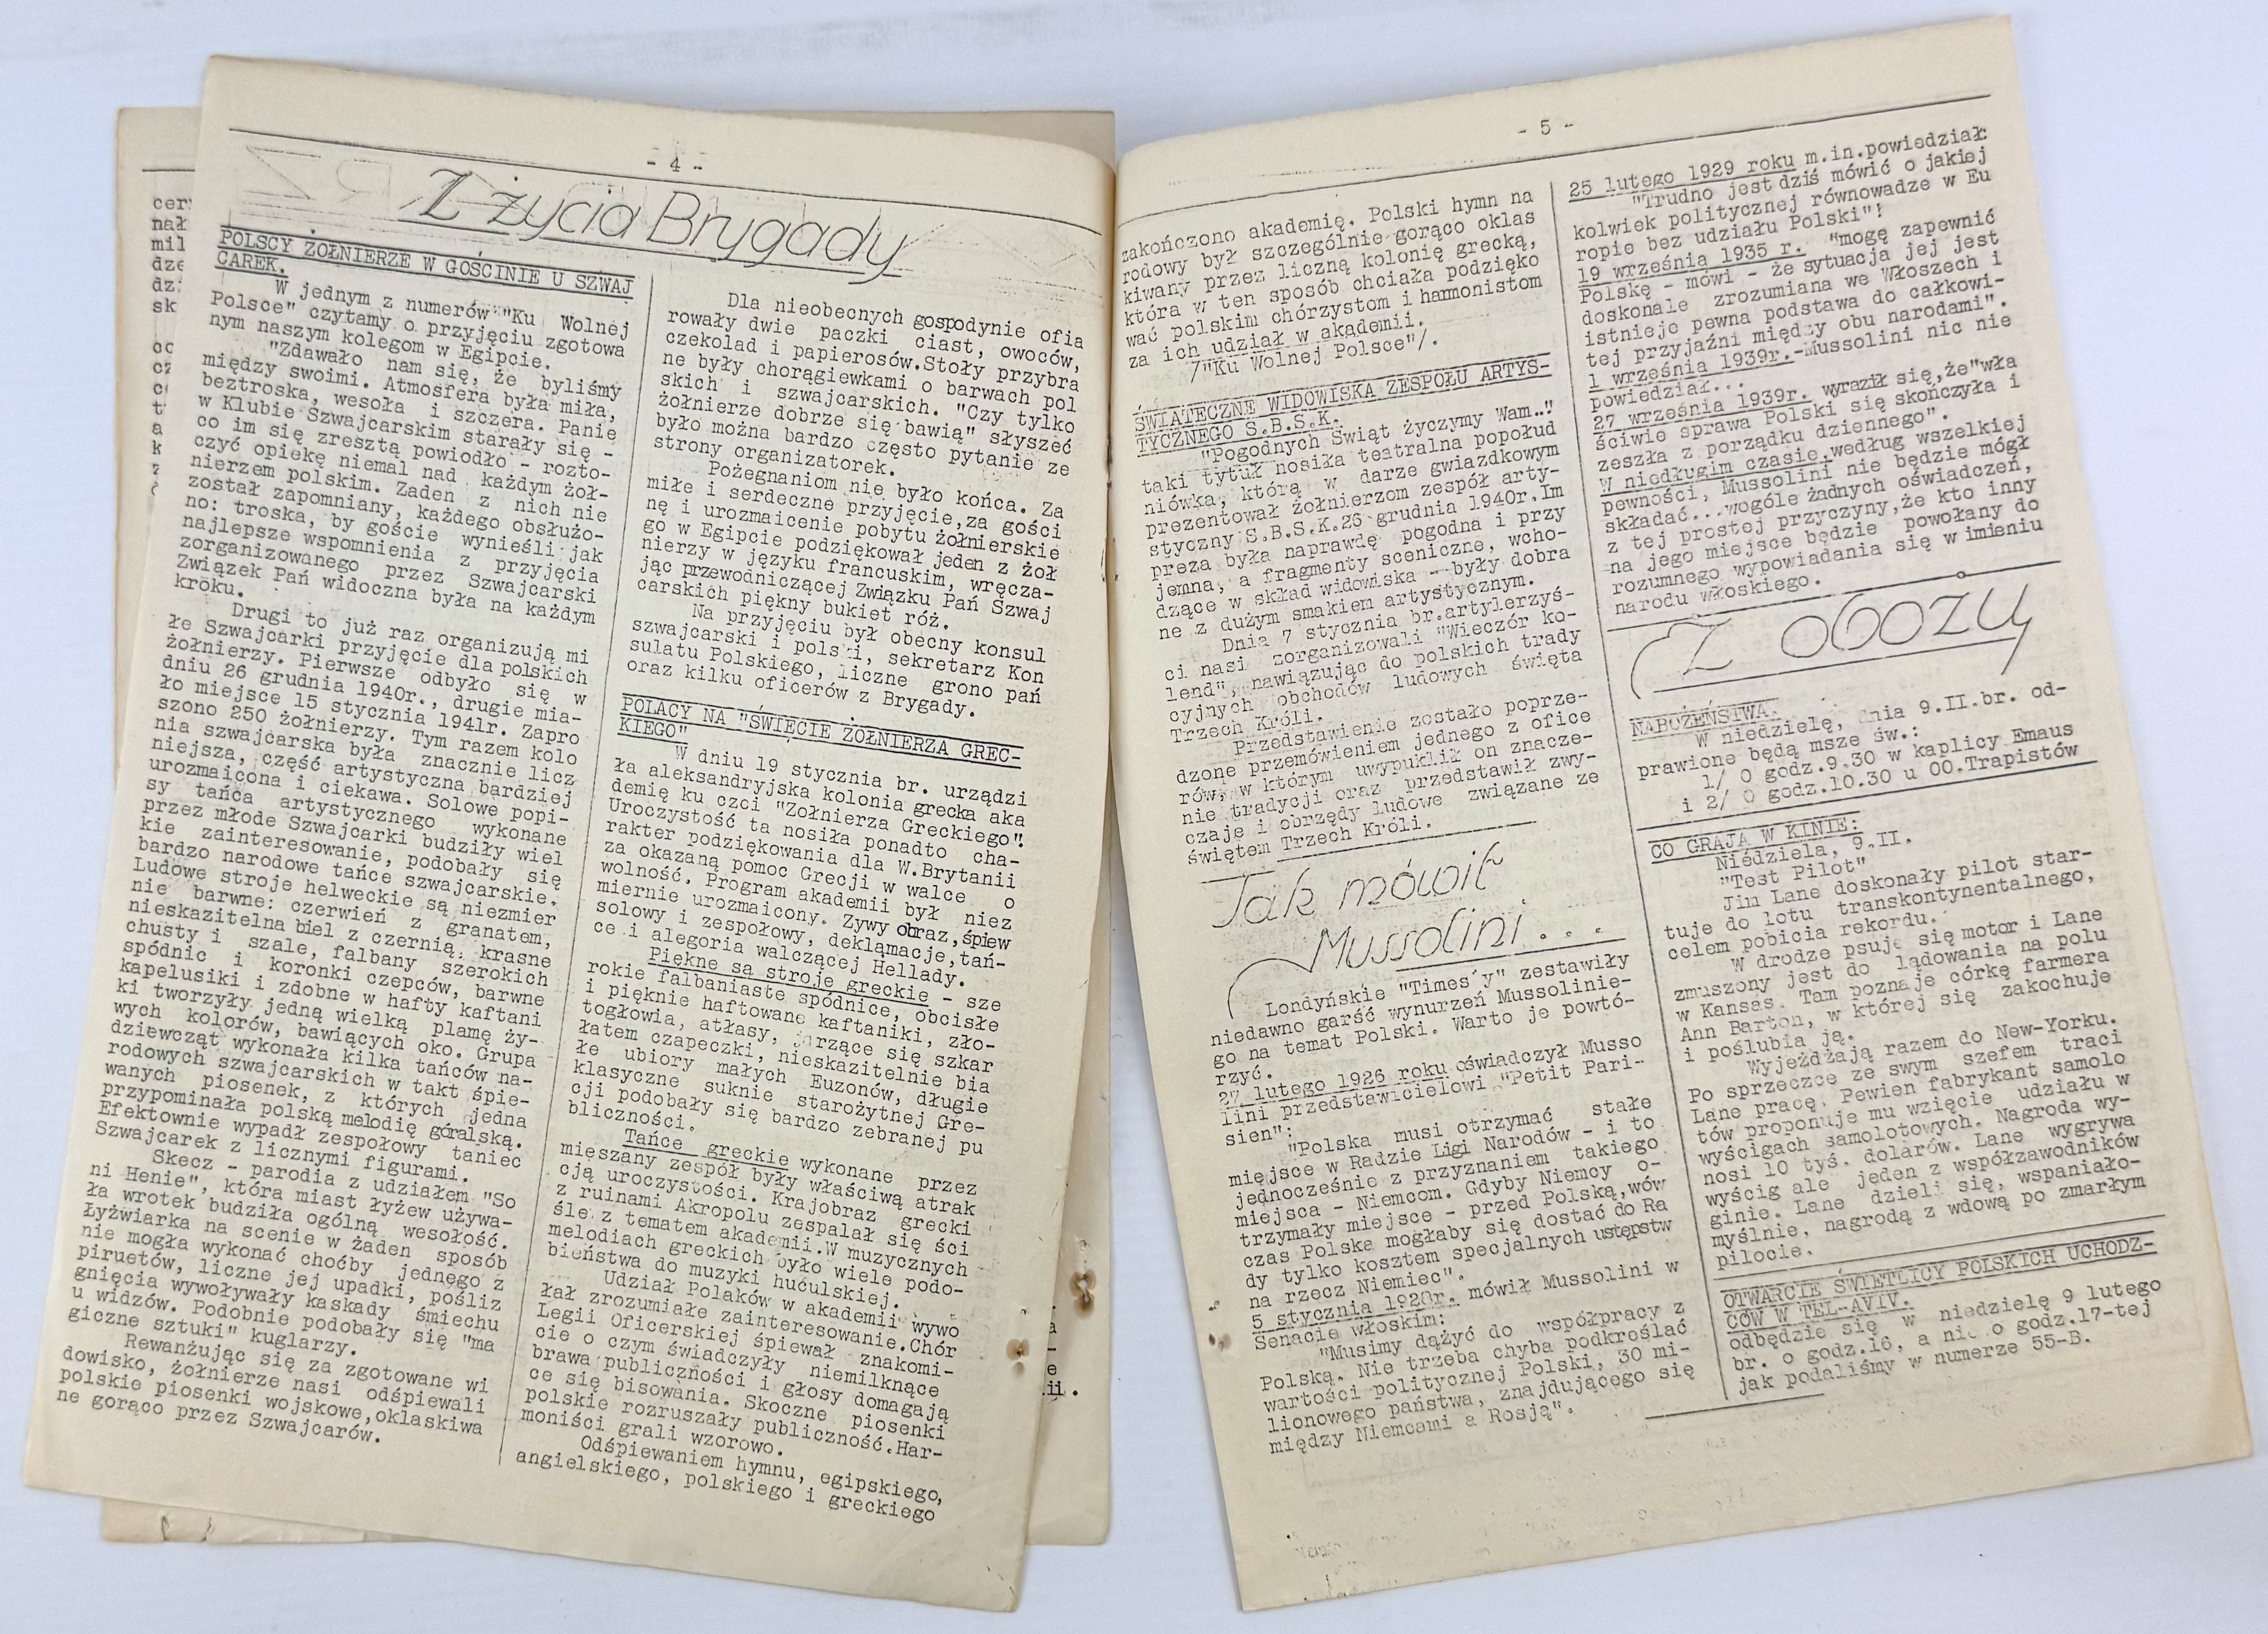 - 4 -
Z życia Brygady
POLSCY ŻOŁNIERZE W GOŚCINIE U SZWAJ
CAREK.
W jednym z numerów "Ku Wolnej
Polsce" czytamy o przyjęciu zgotowa
nym naszym kolegom w Egipcie.
"Zdawało nam się, że byliśmy
między swoimi. Atmosfera była miła,
beztroska, wesoła i szczera. Panie
w Klubie Szwajcarskim starały się -
co im się zresztą powiodło - rozto-
czyć opiekę niemal nad każdym żoł-
nierzem polskim. Żaden z nich nie
został zapomniany, każdego obsłużo-
no: troska, by goście wynieśli jak
najlepsze wspomnienia z przyjęcia
zorganizowanego przez Szwajcarski
Związek Pań widoczna była na każdym
kroku.
Drugi to już raz organizują mi
łe Szwajcarki przyjęcie dla polskich
żołnierzy. Pierwsze odbyło się w
dniu 26 grudnia 1940r., drugie mia-
ło miejsce 15 stycznia 1941r. Zapro
szono 250 żołnierzy. Tym razem kolo
nia szwajcarska była znacznie licz
niejsza, część artystyczna bardziej
urozmaicona i ciekawa. Solowe popi-
sy tańca artystycznego wykonane
przez młode Szwajcarki budziły wiel
kie zainteresowanie, podobały się
bardzo narodowe tańce szwajcarskie.
Ludowe stroje helweckie są niezmier
nie barwne: czerwień z granatem,
nieskazitelna biel z czernią, krasne
chusty i szale, falbany szerokich
spódnic i koronki czepców, barwne
kapelusiki i zdobne w hafty kaftani
ki tworzyły jedną wielką plamę ży-
wych kolorów, bawiących oko. Grupa
dziewcząt wykonała kilka tańców na-
rodowych szwajcarskich w takt śpie-
wanych piosenek, z których jedna
przypominała polską melodię góralską.
Efektownie wypadł zespołowy taniec
Szwajcarek z licznymi figurami.
Skecz - parodia z udziałem "So
ni Henie", która miast łyżew używa-
ła wrotek budziła ogólną wesołość.
Łyżwiarka na scenie w żaden sposób
nie mogła wykonać choćby jednego z
piruetów, liczne jej upadki, pośliz
gnięcia wywoływały kaskady śmiechu
u widzów. Podobnie podobały się "ma
giczne sztuki" kuglarzy.
Rewanżując się za zgotowane wi
dowisko, żołnierze nasi odśpiewali
polskie piosenki wojskowe,oklaskiwa
ne gorąco przez Szwajcarów.
Dla nieobecnych gospodynie ofia
rowały dwie paczki ciast, owoców,
czekolad i papierosów.Stoły przybra
ne były chorągiewkami o barwach pol
skich i szwajcarskich. "Czy tylko
żołnierze dobrze się bawią" słyszeć
było można bardzo często pytanie ze
strony organizatorek.
Pożegnaniom nie było końca. Za
miłe i serdeczne przyjęcie,za gości
nę i urozmaicenie pobytu żołnierskie
go w Egipcie podziękował jeden z żoł
nierzy w języku francuskim, wręcza-
jąc przewodniczącej Związku Pań Szwaj
carskich piękny bukiet róż.
Na przyjęciu był obecny konsul
szwajcarski i polski, sekretarz Kon
sulatu Polskiego, liczne grono pań
oraz kilku oficerów z Brygady.
POLACY NA "ŚWIĘCIE ŻOŁNIERZA GREC-
KIEGO"
W dniu 19 stycznia br. urządzi
ła aleksandryjska kolonia grecka aka
demię ku czci "Żołnierza Greckiego".
Uroczystość ta nosiła ponadto cha-
rakter podziękowania dla W.Brytanii
za okazaną pomoc Grecji w walce o
wolność. Program akademii był niez
miernie urozmaicony. Żywy obraz,śpiew
solowy i zespołowy, deklamacje,tań-
ce i alegoria walczącej Hellady.
Piękne są stroje greckie - sze
rokie falbaniaste spódnice, obcisłe
i pięknie haftowane kaftaniki, zło-
togłowia, atłasy, jarzące się szkar
łatem czapeczki, nieskazitelnie bia
łe ubiory małych Euzonów, długie
klasyczne suknie starożytnej Gre-
cji podobały się bardzo zebranej pu
bliczności.
Tańce greckie wykonane przez
mieszany zespół były właściwą atrak
cją uroczystości. Krajobraz grecki
z ruinami Akropolu zespalał się ści
śle z tematem akademii.W muzycznych
melodiach greckich było wiele podo-
bieństwa do muzyki huculskiej.
Udział Polaków w akademii wywo
łał zrozumiałe zainteresowanie.Chór
Legii Oficerskiej śpiewał znakomi-
cie o czym świadczyły niemilknące
brawa publiczności i głosy domagają
ce się bisowania. Skoczne piosenki
polskie rozruszały publiczność.Har-
moniści grali wzorowo.
Odśpiewaniem hymnu, egipskiego,
angielskiego, polskiego i greckiego
- 5 -
zakończono akademię. Polski hymn na
rodowy był szczególnie gorąco oklas
kiwany przez liczną kolonię grecką,
która w ten sposób chciała podzięko
wać polskim chórzystom i harmonistom
za ich udział w akademii.
/"Ku Wolnej Polsce"/.
ŚWIATECZNE WIDOWISKA ZESPOŁU ARTYS-
TYCZNEGO S.B.S.K.
"Pogodnych Świąt życzymy Wam.."
taki tytuł nosiła teatralna popołud
niówka, którą w darze gwiazdkowym
prezentował żołnierzom zespół arty-
styczny S.B.S.K.26 grudnia 1940r.Im
preza była naprawdę pogodna i przy
jemna, a fragmenty sceniczne, wcho-
dzące w skład widowiska - były dobra
ne z dużym smakiem artystycznym.
Dnia 7 stycznia br.artylerzyś-
ci nasi zorganizowali "Wieczór ko-
lend", nawiązując do polskich trady
cyjnych obchodów ludowych święta
Trzech Króli.
Przedstawienie zostało poprze-
dzone przemówieniem jednego z ofice
rów, w którym uwypuklił on znacze-
nie tradycji oraz przedstawił zwy-
czaje i obrzędy ludowe związane ze
świętem Trzech Króli.
Jak mówił
Mussolini...
Londyńskie "Times'y" zestawiły
niedawno garść wynurzeń Mussolinie-
go na temat Polski. Warto je powtó-
rzyć.
27 lutego 1926 roku oświadczył Musso
lini przedstawicielowi "Petit Pari-
sien":
"Polska musi otrzymać stałe
miejsce w Radzie Ligi Narodów - i to
jednocześnie z przyznaniem takiego
miejsca - Niemcom. Gdyby Niemcy o-
trzymały miejsce - przed Polską,wów
czas Polska mogłaby się dostać do Ra
dy tylko kosztem specjalnych ustępstw
na rzecz Niemiec".
5 stycznia 1928r. mówił Mussolini w
Senacie włoskim:
"Musimy dążyć do współpracy z
Polską. Nie trzeba chyba podkreślać
wartości politycznej Polski, 30 mi-
lionowego państwa, znajdującego się
między Niemcami a Rosją".
25 lutego 1929 roku m.in.powiedział:
"Trudno jest dziś mówić o jakiej
kolwiek politycznej równowadze w Eu
ropie bez udziału Polski"!
19 września 1935 r. "mogę zapewnić
Polskę - mówi - że sytuacja jej jest
doskonale zrozumiana we Włoszech i
istnieje pewna podstawa do całkowi-
tej przyjaźni między obu narodami".
1 września 1939r.-Mussolini nic nie
powiedział...
27 września 1939r. wyraził się,że"wła
ściwie sprawa Polski się skończyła i
zeszła z porządku dziennego".
W niedługim czasie,według wszelkiej
pewności, Mussolini nie będzie mógł
składać...wogóle żadnych oświadczeń,
z tej prostej przyczyny,że kto inny
na jego miejsce będzie powołany do
rozumnego wypowiadania się w imieniu
narodu włoskiego.
Z obozu
NABOŻEŃSTWA.
W niedzielę, dnia 9.II.br. od-
prawione będą msze św.:
1/ O godz.9.30 w kaplicy Emaus
i 2/ O godz.10.30 u OO.Trapistów
CO GRAJĄ W KINIE:
Niedziela, 9.II.
"Test Pilot"
Jim Lane doskonały pilot star-
tuje do lotu transkontynentalnego,
celem pobicia rekordu.
W drodze psuje się motor i Lane
zmuszony jest do lądowania na polu
w Kansas. Tam poznaje córkę farmera
Ann Barton, w której się zakochuje
i poślubia ją.
Wyjeżdżają razem do New-Yorku.
Po sprzeczce ze swym szefem traci
Lane pracę. Pewien fabrykant samolo
tów proponuje mu wzięcie udziału w
wyścigach samolotowych. Nagroda wy-
nosi 10 tyś. dolarów. Lane wygrywa
wyścig ale jeden z współzawodników
ginie. Lane dzieli się, wspaniało-
myślnie, nagrodą z wdową po zmarłym
pilocie.
OTWARCIE ŚWIETLICY POLSKICH UCHODZ-
CÓW W TEL-AVIV.
odbędzie się w niedzielę 9 lutego
br. o godz.16, a nie o godz.17-tej
jak podaliśmy w numerze 55-B.